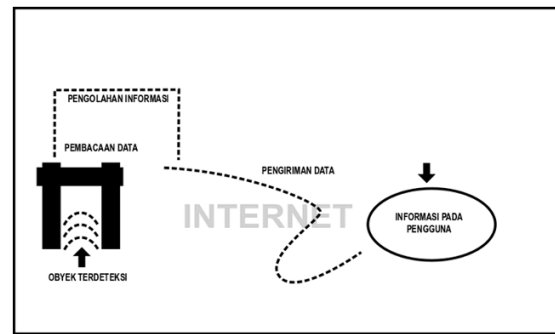 PENGOLAHAN INFORMASI
PEMBACAAN DATA
PENGIRIMAN DATA
INTERNET
INFORMASI PADA
PENGGUNA
OBYEK TERDETEKSI